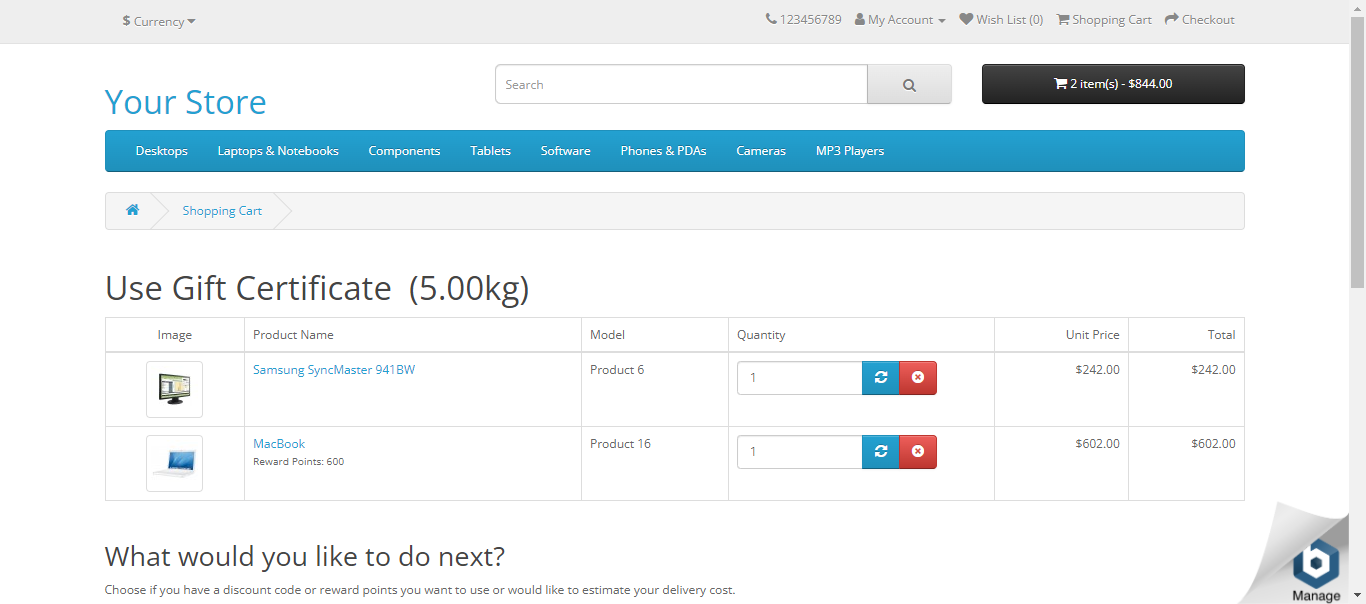 $ Currency
123456789 My Account Wish List (0) Shopping Cart Checkout
Your Store
Search
2 item(s) - $844.00
Desktops Laptops & Notebooks Components Tablets Software Phones & PDAs Cameras MP3 Players
Shopping Cart
Use Gift Certificate (5.00kg)
Image Product Name Model Quantity Unit Price Total
Samsung SyncMaster 941BW Product 6 1 $242.00 $242.00
MacBook Product 16 1 $602.00 $602.00
Reward Points: 600
What would you like to do next?
Choose if you have a discount code or reward points you want to use or would like to estimate your delivery cost.
Manage